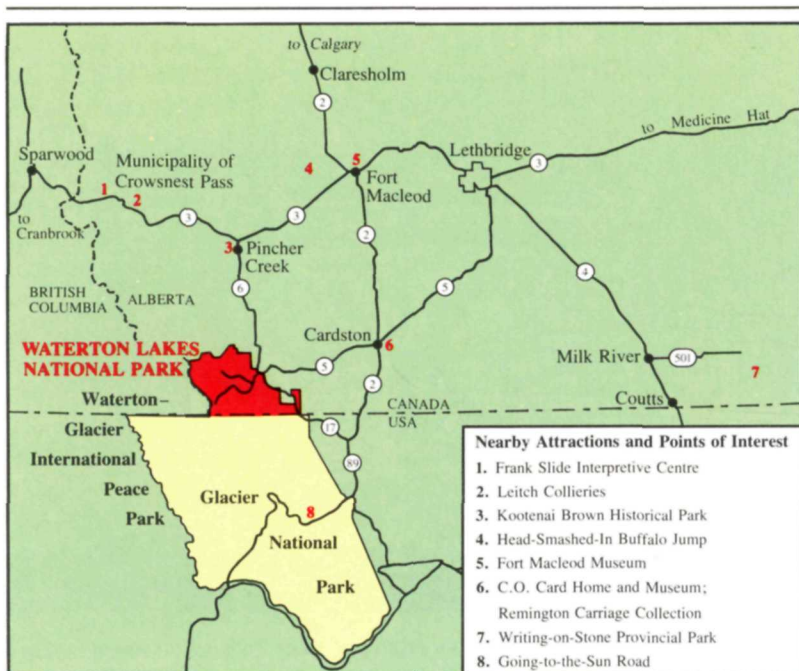 to Calgary
Claresholm
2
Sparwood
Municipality of
Crowsnest Pass
1
2
3
4
5
Fort
Macleod
3
Lethbridge
3
to Medicine Hat
to
Cranbrook
3
Pincher
Creek
6
2
5
4
BRITISH
COLUMBIA
ALBERTA
Cardston
6
5
2
WATERTON LAKES
NATIONAL PARK
Milk River
501
7
Coutts
Waterton–
Glacier
International
Peace
Park
CANADA
USA
17
89
Glacier
National
Park
8
Nearby Attractions and Points of Interest
1. Frank Slide Interpretive Centre
2. Leitch Collieries
3. Kootenai Brown Historical Park
4. Head-Smashed-In Buffalo Jump
5. Fort Macleod Museum
6. C.O. Card Home and Museum;
Remington Carriage Collection
7. Writing-on-Stone Provincial Park
8. Going-to-the-Sun Road